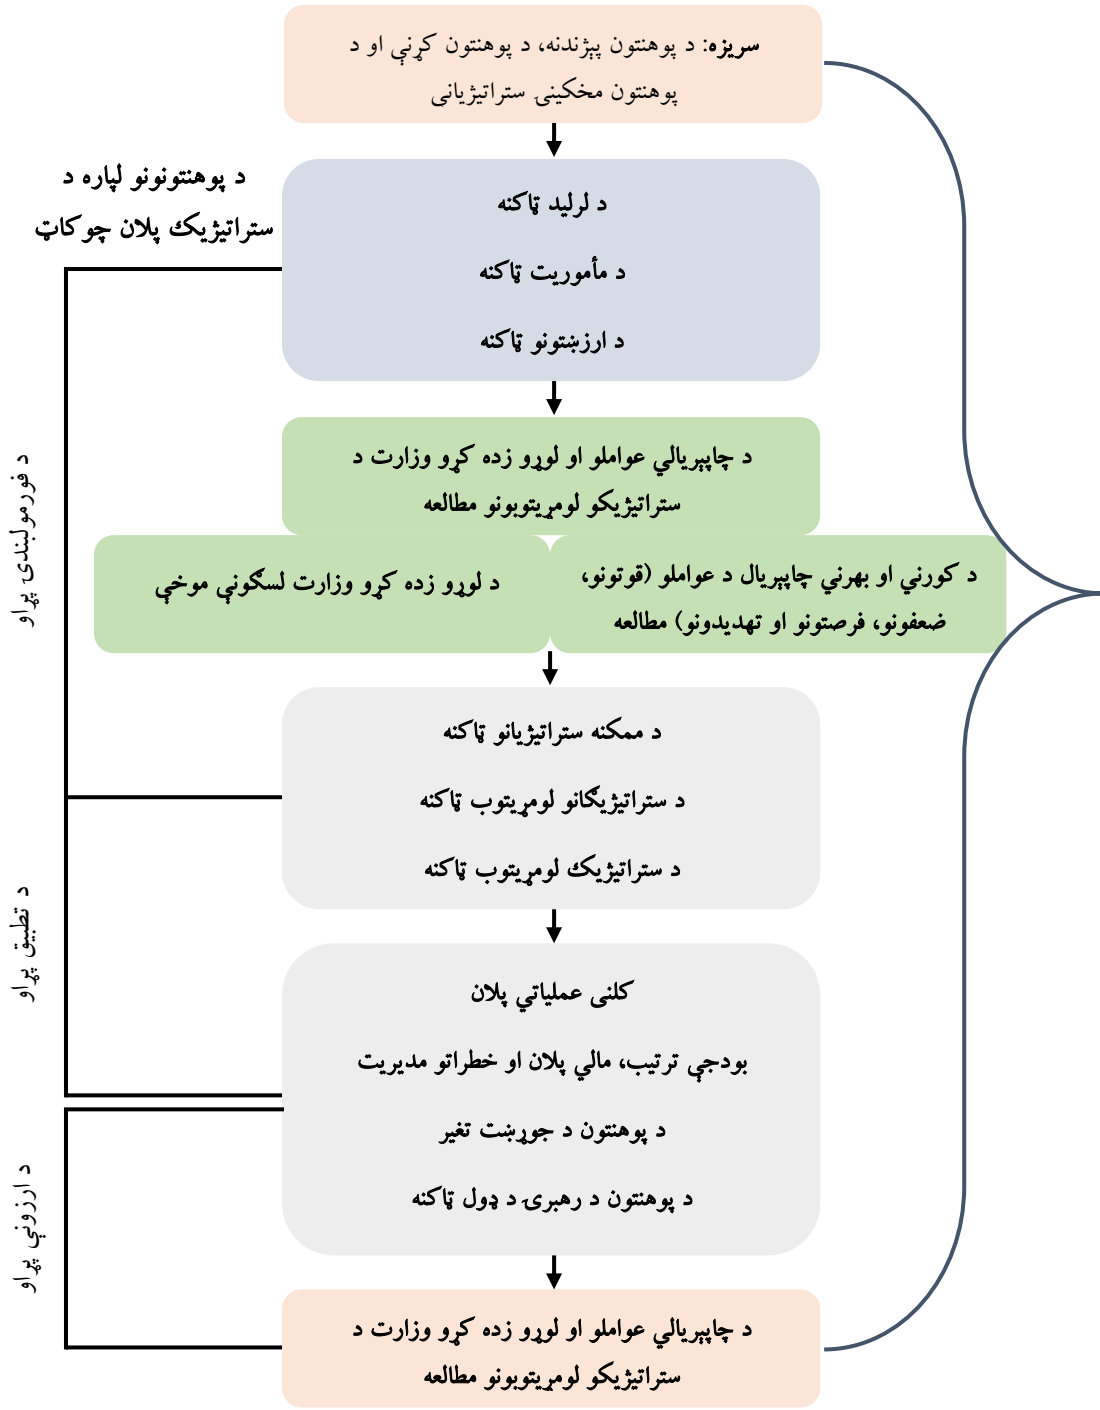 سریزه: د پوهنتون پېژندنه، د پوهنتون کړنې او د
پوهنتون مخکینۍ ستراتیژیانی
د پوهنتونونو لپاره د
ستراتیژیک پلان چوکاټ
د لرلید ټاکنه
د مأموریت ټاکنه
د ارزښتونو ټاکنه
د چاپېریالي عواملو او لوړو زده کړو وزارت د
ستراتیژیکو لومړیتوبونو مطالعه
د کورني او بهرني چاپېریال د عواملو (قوتونو،
ضعفونو، فرصتونو او تهدیدونو) مطالعه
د لوړو زده کړو وزارت لسګونې موخې
د فورمولبندۍ پړاو
د ممکنه ستراتیژیانو ټاکنه
د ستراتیژیګانو لومړیتوب ټاکنه
د ستراتیژیک لومړیتوب ټاکنه
د تطبیق پړاو
کلنی عملیاتي پلان
بودجې ترتیب، مالي پلان او خطراتو مدیریت
د پوهنتون د جوړښت تغیر
د پوهنتون د رهبرۍ د ډول ټاکنه
د ارزونې پړاو
د چاپېریالي عواملو او لوړو زده کړو وزارت د
ستراتیژیکو لومړیتوبونو مطالعه